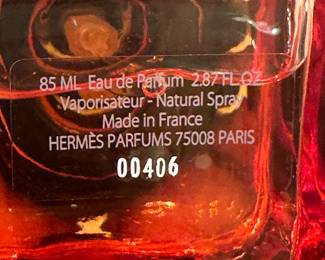 85 ML Eau de Parfum 2.87 FL OZ
Vaporisateur - Natural Spray
Made in France
HERMÈS PARFUMS 75008 PARIS
00406